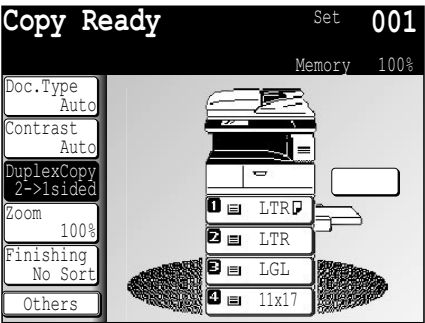 Copy Ready
Set 001
Memory 100%
Doc.Type
Auto
Contrast
Auto
DuplexCopy
2->1sided
Zoom
100%
Finishing
No Sort
Others
1 LTR
2 LTR
3 LGL
4 11x17